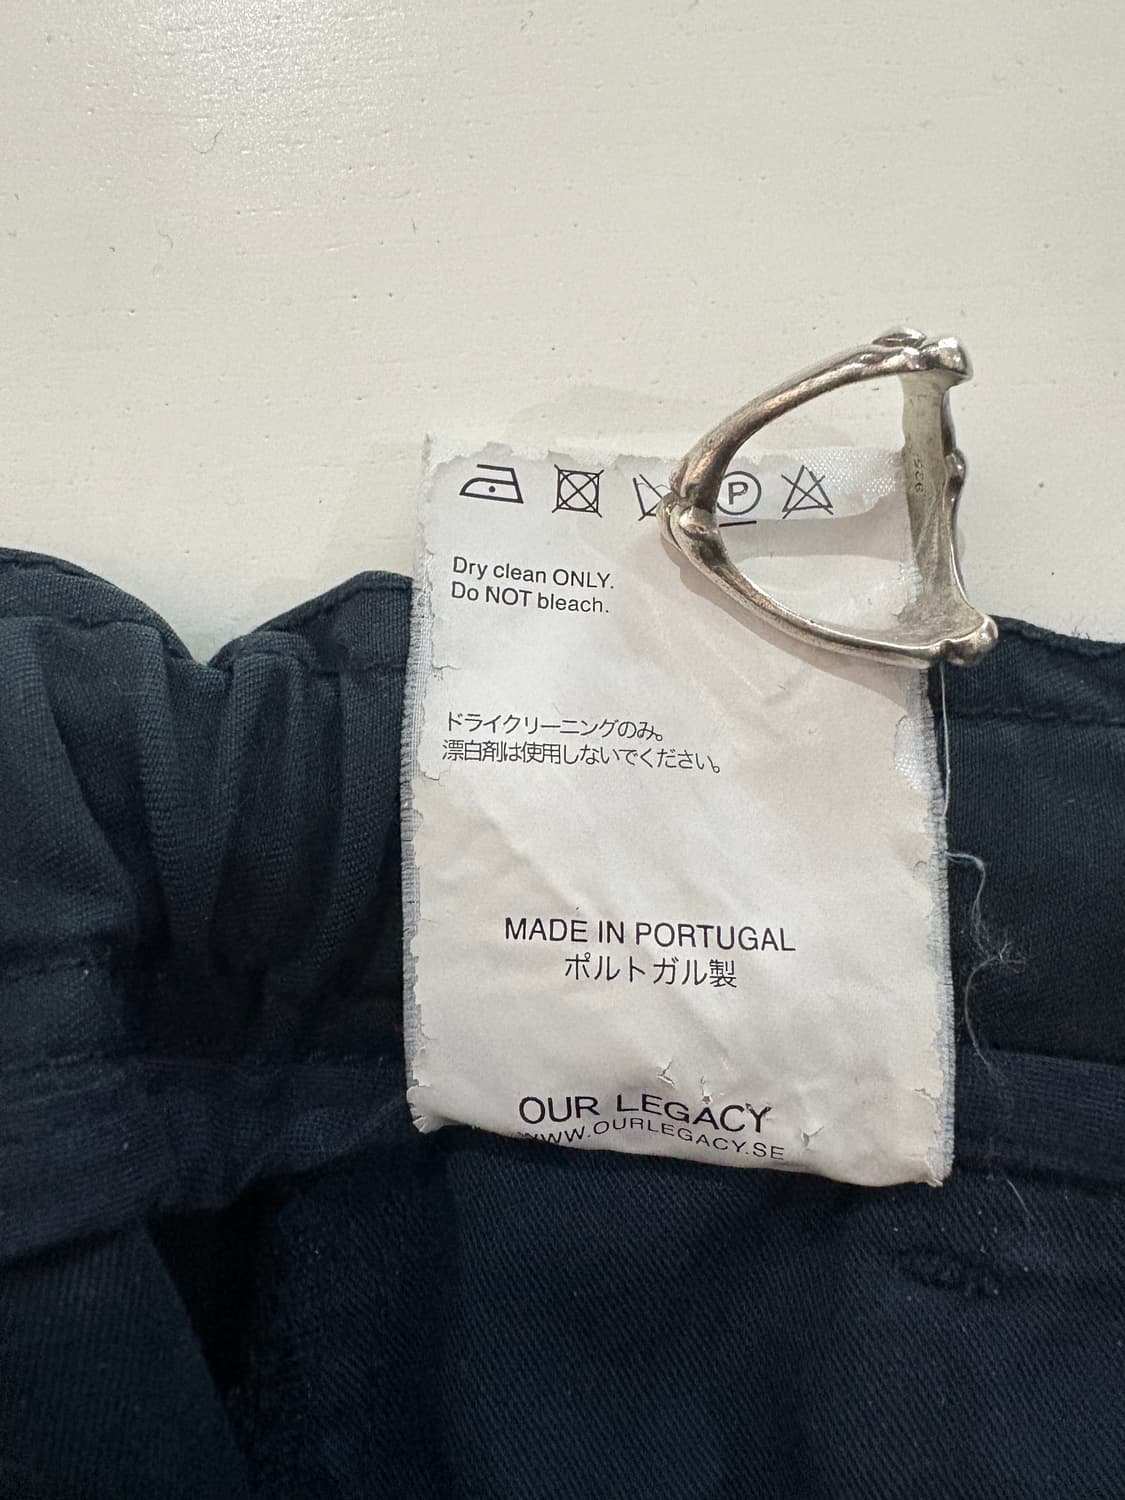 P
925
Dry clean ONLY.
Do NOT bleach.
ドライクリーニングのみ。
漂白剤は使用しないでください。
MADE IN PORTUGAL
ポルトガル製
OUR LEGACY
WWW.OURLEGACY.SE